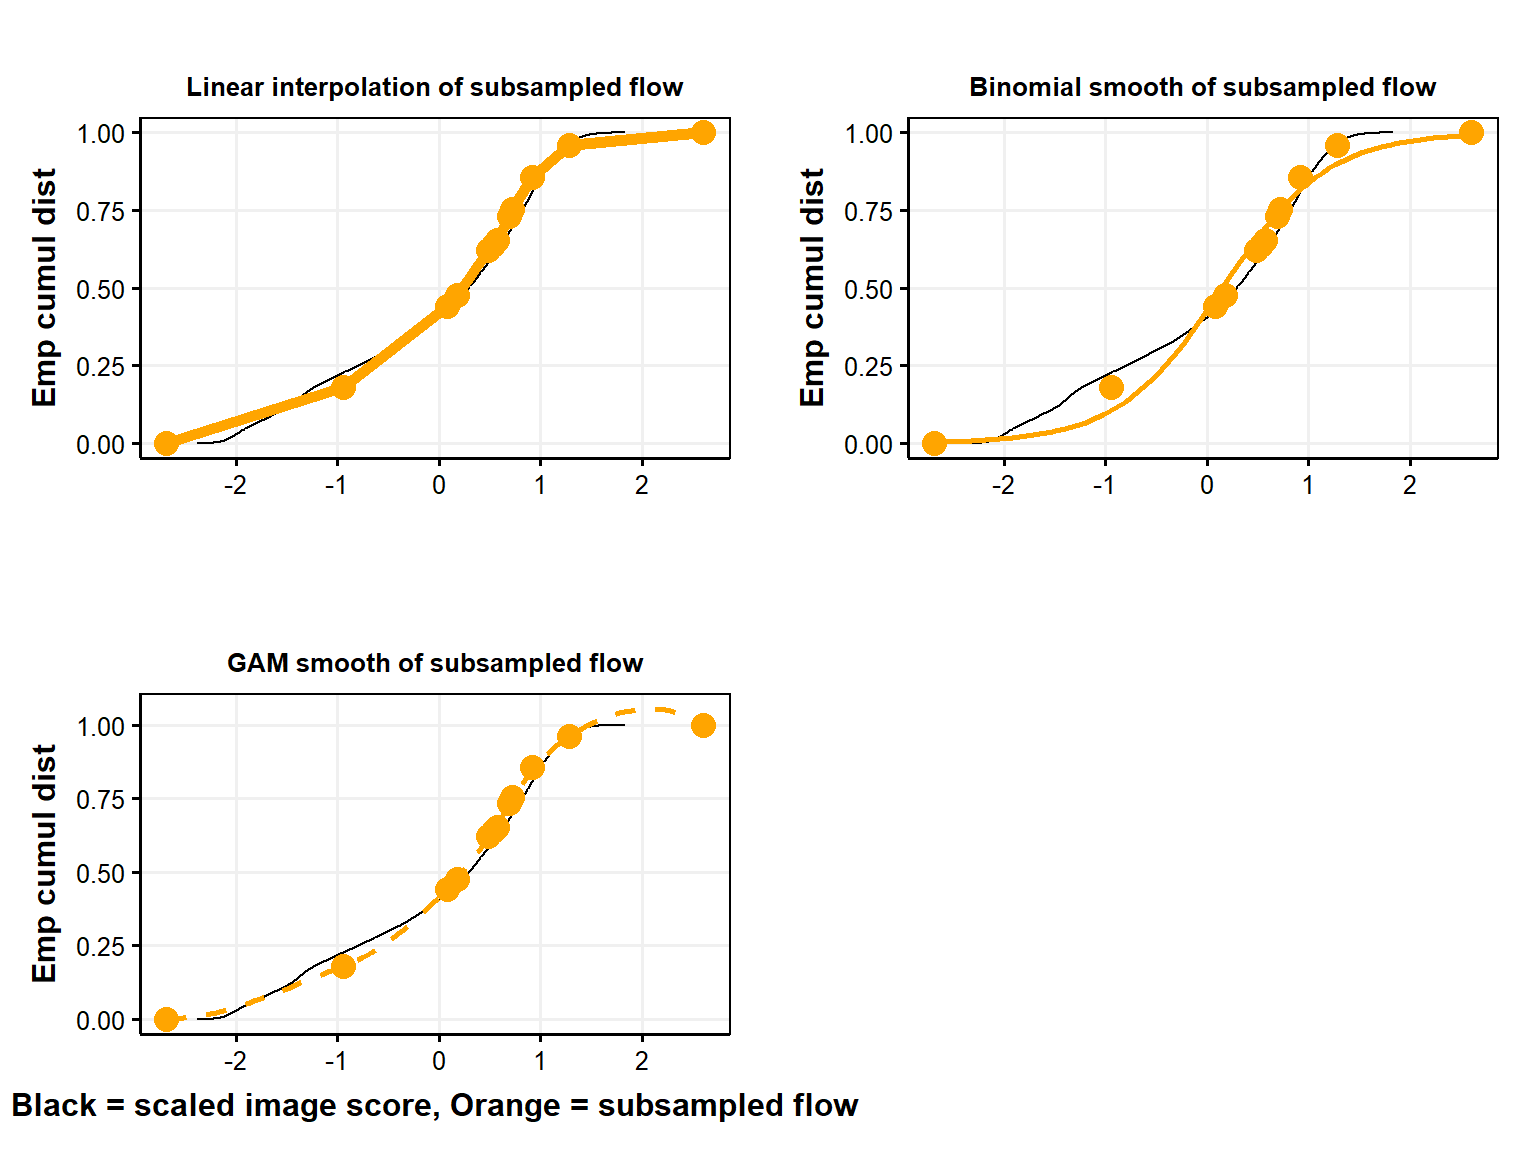 Linear interpolation of subsampled flow
Binomial smooth of subsampled flow
Emp cumul dist
1.00
0.75
0.50
0.25
0.00
-2 -1 0 1 2
Emp cumul dist
1.00
0.75
0.50
0.25
0.00
-2 -1 0 1 2
GAM smooth of subsampled flow
Emp cumul dist
1.00
0.75
0.50
0.25
0.00
-2 -1 0 1 2
Black = scaled image score, Orange = subsampled flow